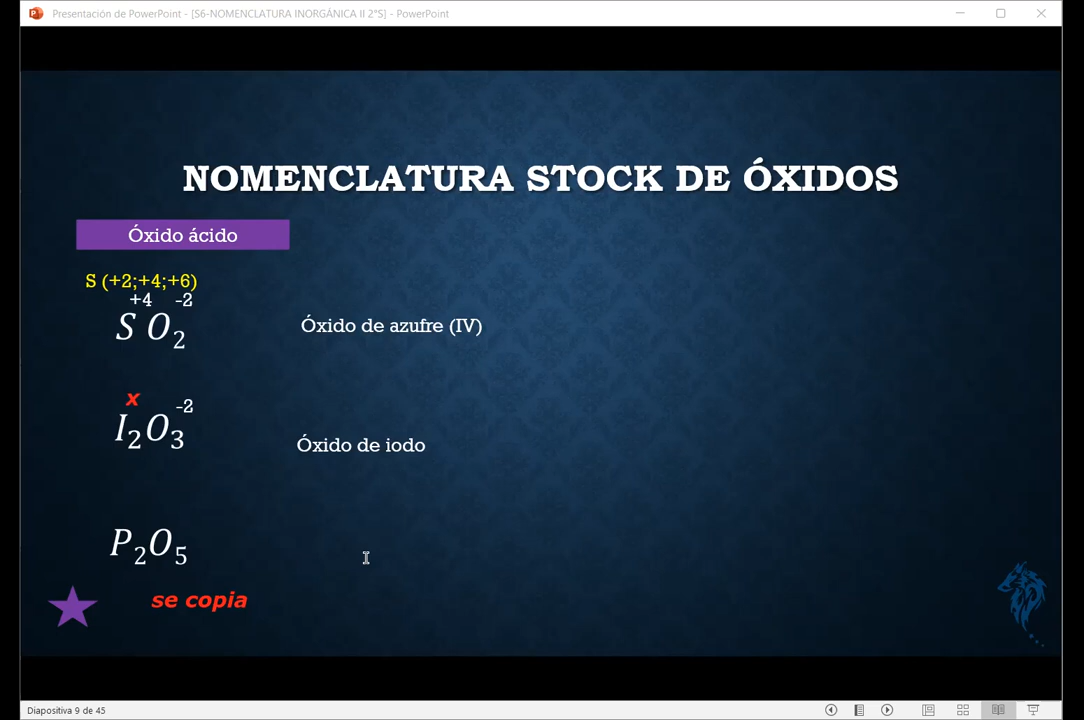 Presentación de PowerPoint - [S6-NOMENCLATURA INORGÁNICA II 2°S] - PowerPoint
NOMENCLATURA STOCK DE ÓXIDOS
Óxido ácido
S (+2;+4;+6)
+4 -2
S O₂
Óxido de azufre (IV)
x
-2
I₂O₃
Óxido de iodo
P₂O₅
se copia
Diapositiva 9 de 45